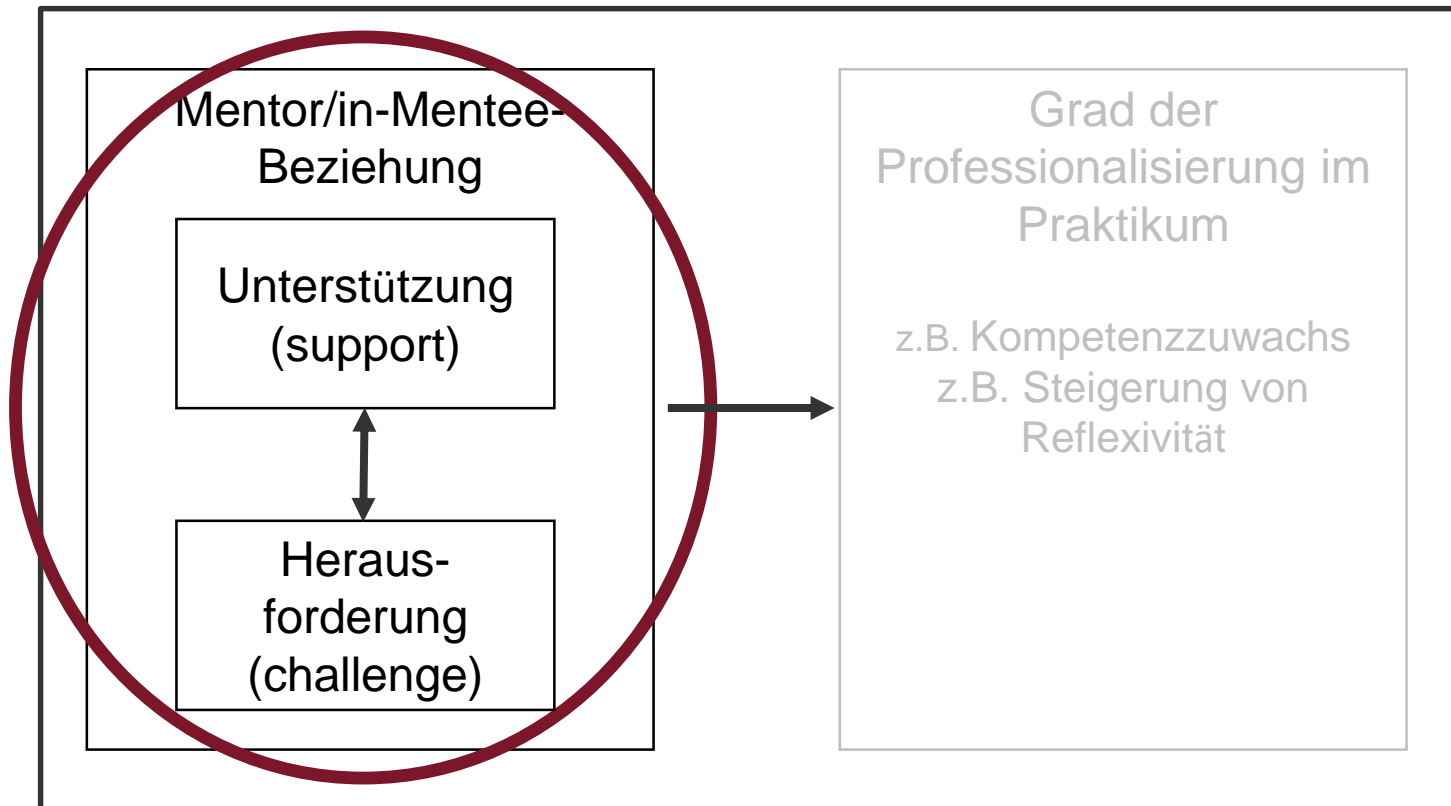 Mentor/in-Mentee-
Beziehung
Unterstützung
(support)
Heraus-
forderung
(challenge)
Grad der
Professionalisierung im
Praktikum
z.B. Kompetenzzuwachs
z.B. Steigerung von
Reflexivität